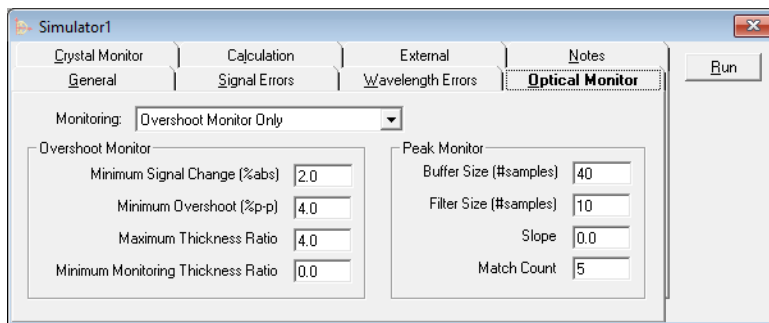 Simulator1
Crystal Monitor Calculation External Notes
General Signal Errors Wavelength Errors Optical Monitor
Run
Monitoring: Overshoot Monitor Only
Overshoot Monitor
Minimum Signal Change (%abs) 2.0
Minimum Overshoot (%p-p) 4.0
Maximum Thickness Ratio 4.0
Minimum Monitoring Thickness Ratio 0.0
Peak Monitor
Buffer Size (#samples) 40
Filter Size (#samples) 10
Slope 0.0
Match Count 5